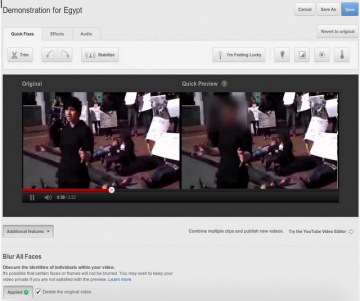 Demonstration for Egypt
Cancel Save As Save
Revert to original
Quick Fixes Effects Audio
Trim Stabilize I'm Feeling Lucky
Original Quick Preview
0:39 / 2:22
Additional features Combine multiple clips and publish new videos. Try the YouTube Video Editor
Blur All Faces
Obscure the identities of individuals within your video.
It's possible that certain faces or frames will not be blurred. You may wish to keep your
video private if you are not satisfied with the preview. Learn more
Applied Delete the original video